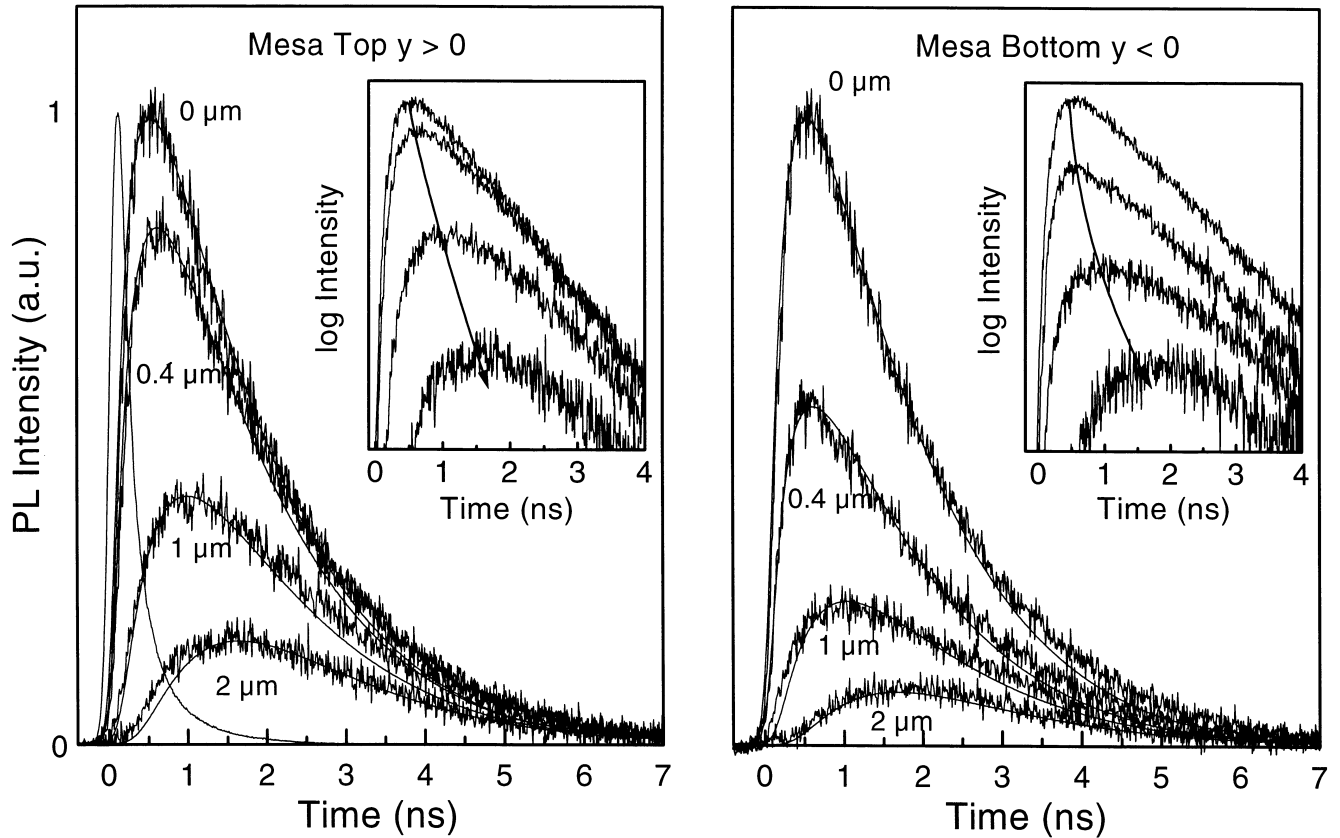 Mesa Top y > 0
PL Intensity (a.u.)
1
0
0 µm
0.4 µm
1 µm
2 µm
log Intensity
0 1 2 3 4
Time (ns)
0 1 2 3 4 5 6 7
Time (ns)
Mesa Bottom y < 0
0 µm
0.4 µm
1 µm
2 µm
log Intensity
0 1 2 3 4
Time (ns)
0 1 2 3 4 5 6 7
Time (ns)